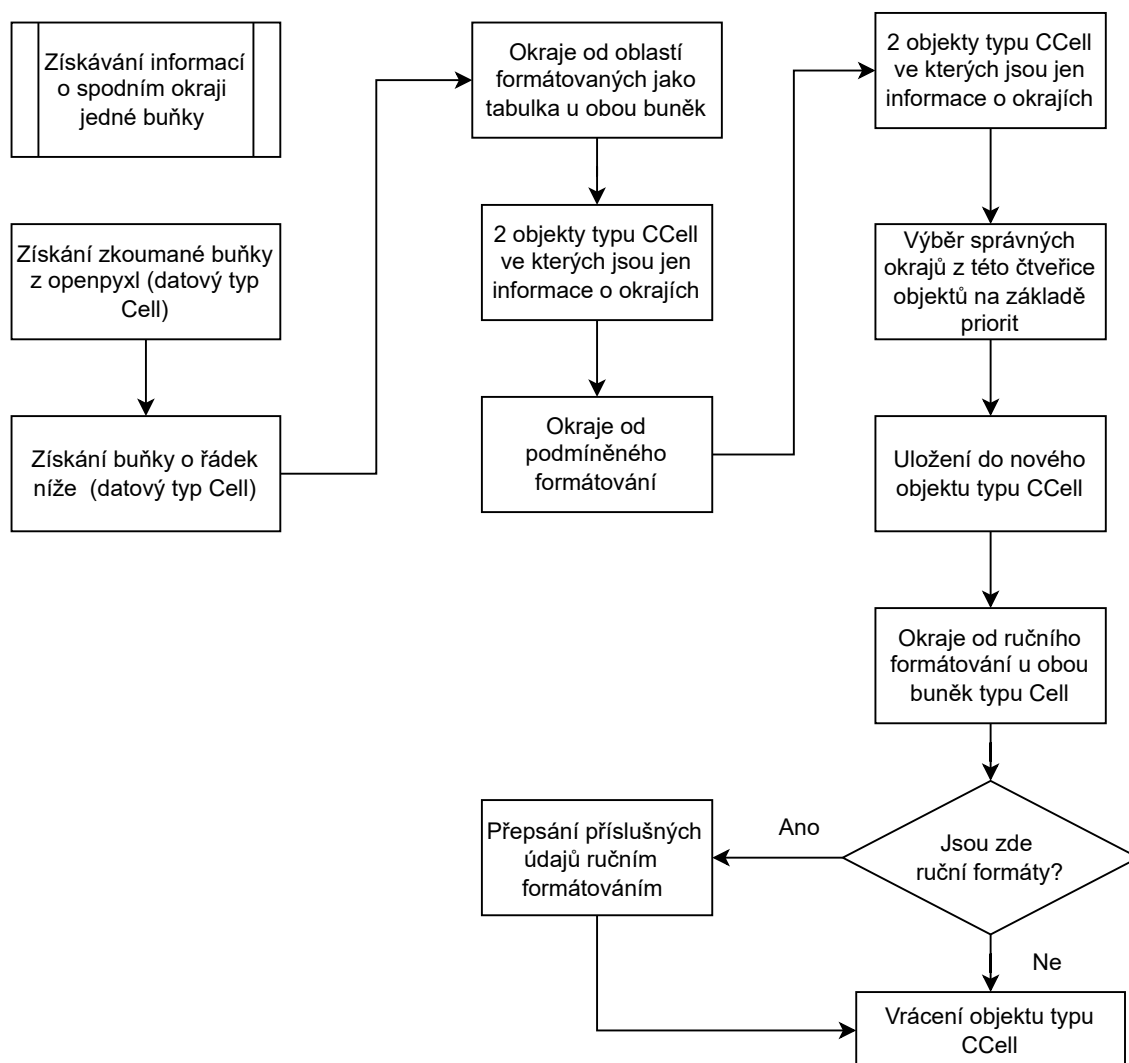 Získávání informací
o spodním okraji
jedné buňky
Získání zkoumané buňky
z openpyxl (datový typ
Cell)
Získání buňky o řádek
níže  (datový typ Cell)
Okraje od oblastí
formátovaných jako
tabulka u obou buněk
2 objekty typu CCell
ve kterých jsou jen
informace o okrajích
Okraje od
podmíněného
formátování
2 objekty typu CCell
ve kterých jsou jen
informace o okrajích
Výběr správných
okrajů z této čtveřice
objektů na základě
priorit
Uložení do nového
objektu typu CCell
Okraje od ručního
formátování u obou
buněk typu Cell
Jsou zde
ruční formáty?
Ano
Přepsání příslušných
údajů ručním
formátováním
Ne
Vrácení objektu typu
CCell